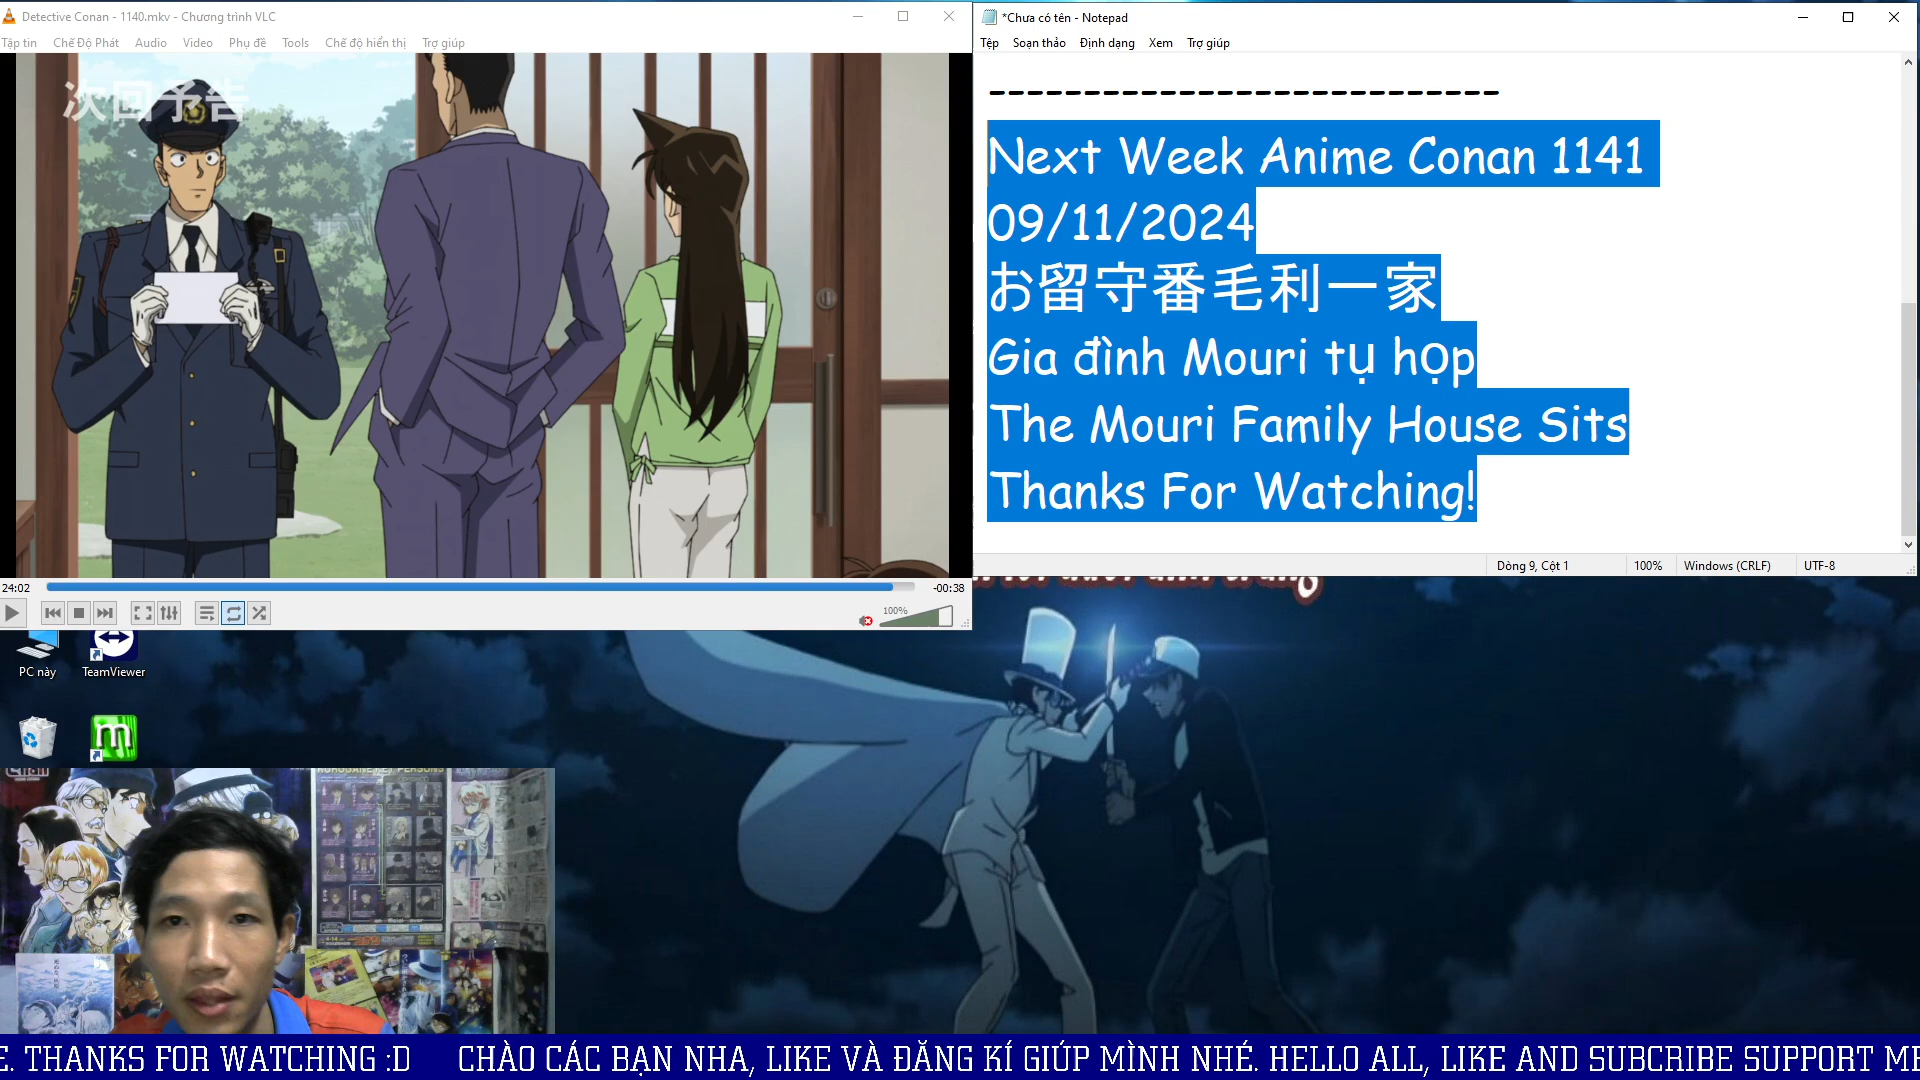 Detective Conan - 1140.mkv - Chương trình VLC
Tập tin Chế Độ Phát Audio Video Phụ đề Tools Chế độ hiển thị Trợ giúp
次回予告
24:02
-00:38
100%
*Chưa có tên - Notepad
Tệp Soạn thảo Định dạng Xem Trợ giúp
---------------------------
Next Week Anime Conan 1141
09/11/2024
お留守番毛利一家
Gia đình Mouri tụ họp
The Mouri Family House Sits
Thanks For Watching!
Dòng 9, Cột 1 100% Windows (CRLF) UTF-8
PC này TeamViewer
E. THANKS FOR WATCHING :D CHÀO CÁC BẠN NHA, LIKE VÀ ĐĂNG KÍ GIÚP MÌNH NHÉ. HELLO ALL, LIKE AND SUBCRIBE SUPPORT ME